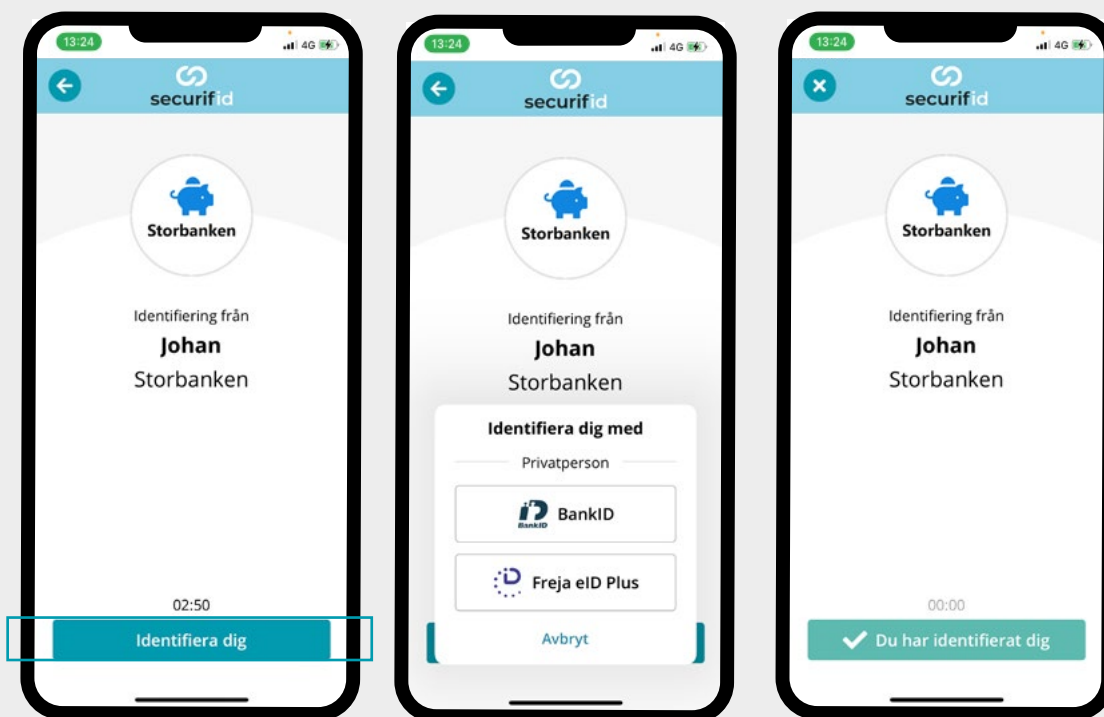 13:24
4G
securifid
Storbanken
Identifiering från
Johan
Storbanken
02:50
Identifiera dig
13:24
4G
securifid
Storbanken
Identifiering från
Johan
Storbanken
Identifiera dig med
Privatperson
BankID
BankID
Freja eID Plus
Avbryt
13:24
4G
securifid
Storbanken
Identifiering från
Johan
Storbanken
00:00
Du har identifierat dig